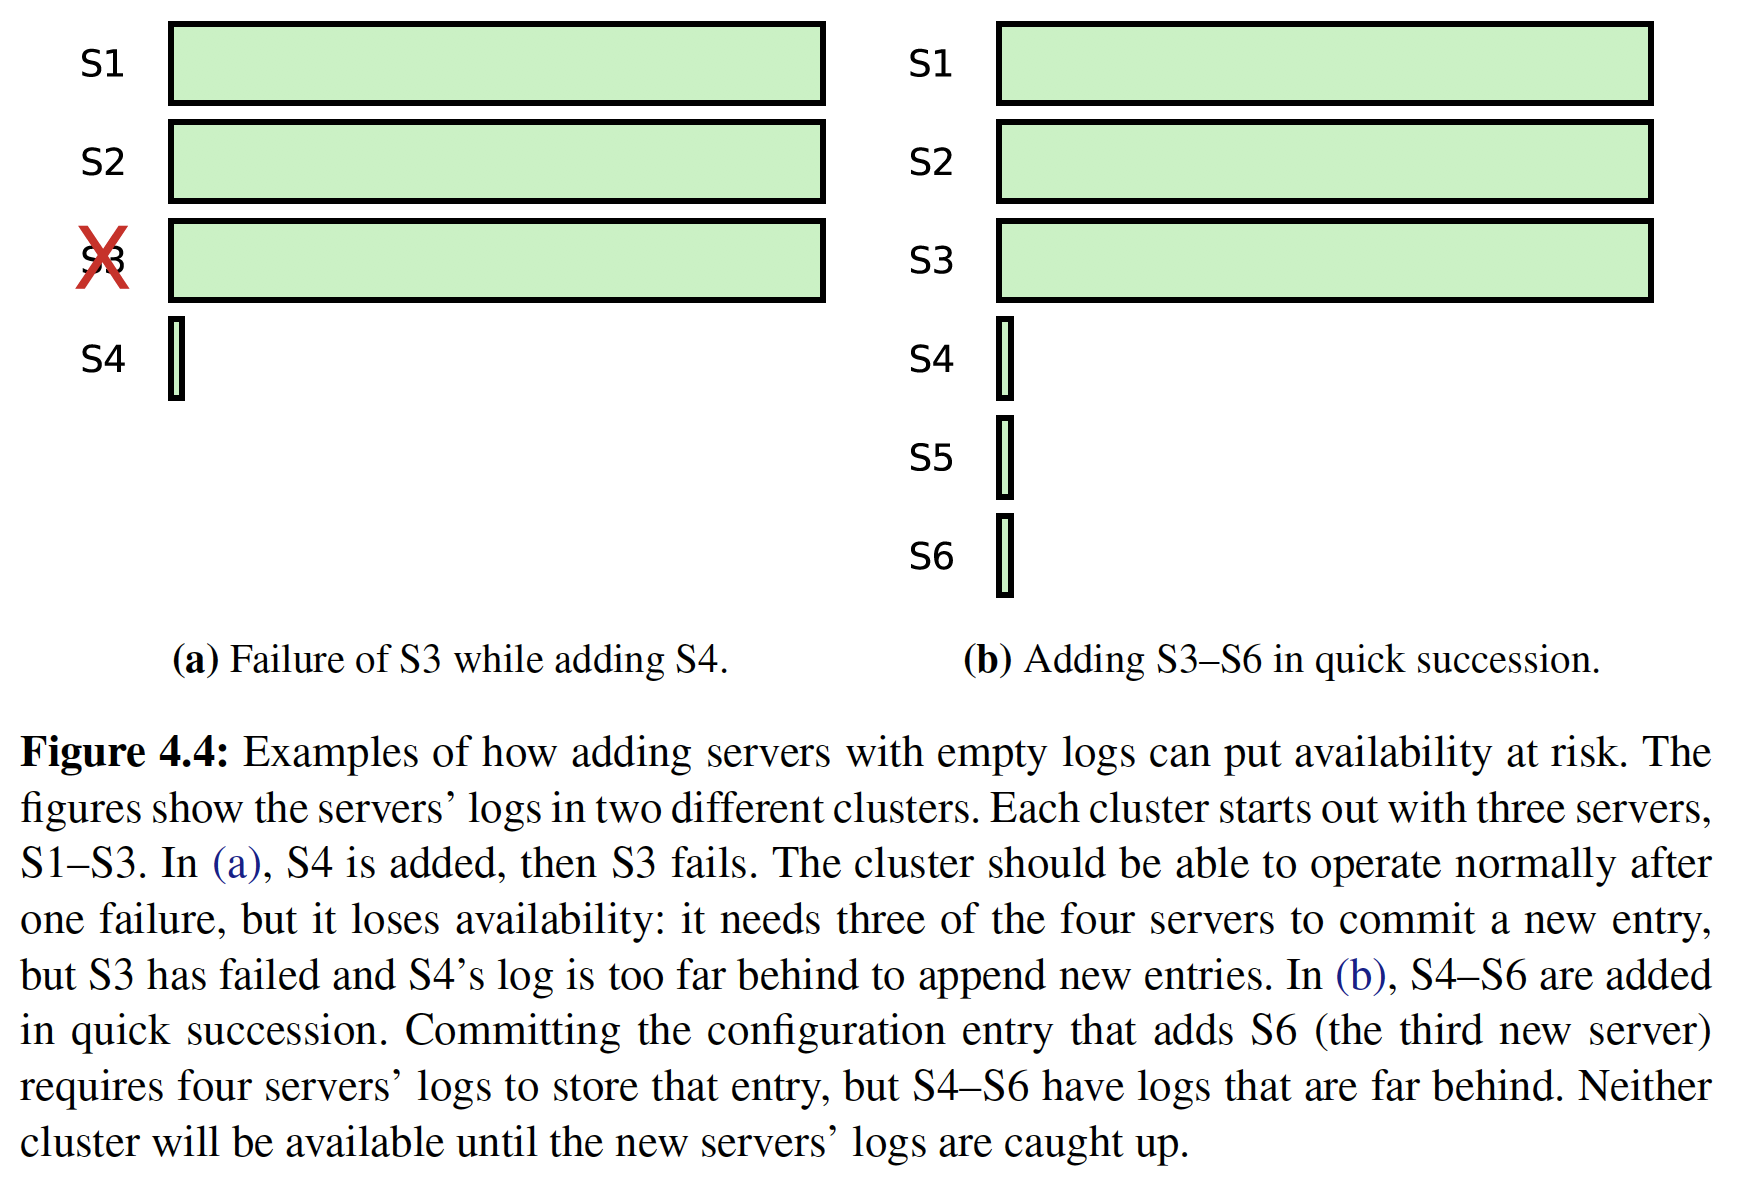 S1
S2
S3
S4
S1
S2
S3
S4
S5
S6
(a) Failure of S3 while adding S4.
(b) Adding S3–S6 in quick succession.
Figure 4.4: Examples of how adding servers with empty logs can put availability at risk. The
figures show the servers’ logs in two different clusters. Each cluster starts out with three servers,
S1–S3. In (a), S4 is added, then S3 fails. The cluster should be able to operate normally after
one failure, but it loses availability: it needs three of the four servers to commit a new entry,
but S3 has failed and S4’s log is too far behind to append new entries. In (b), S4–S6 are added
in quick succession. Committing the configuration entry that adds S6 (the third new server)
requires four servers’ logs to store that entry, but S4–S6 have logs that are far behind. Neither
cluster will be available until the new servers’ logs are caught up.